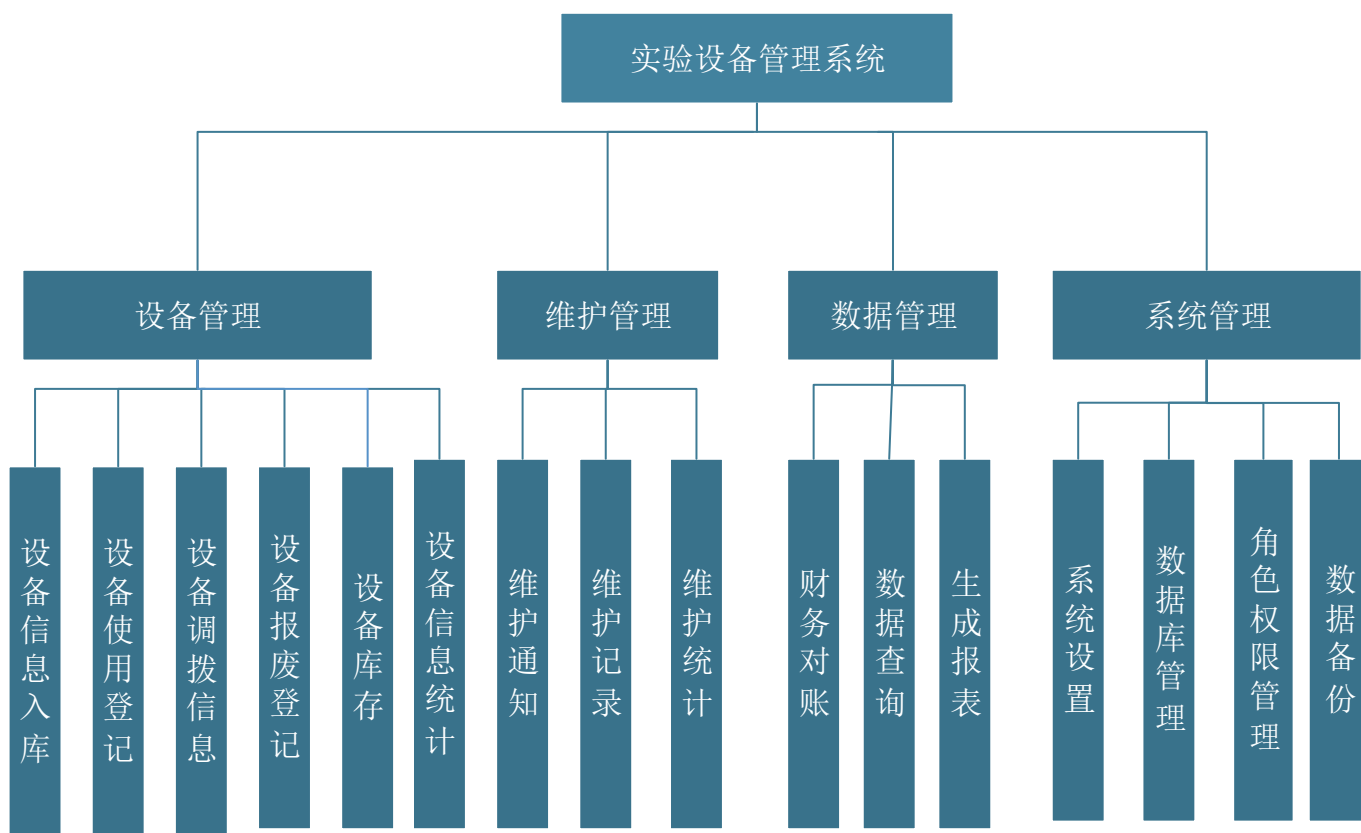 实验设备管理系统
设备管理
维护管理
数据管理
系统管理
设备信息入库
设备使用登记
设备调拨信息
设备报废登记
设备库存
设备信息统计
维护通知
维护记录
维护统计
财务对账
数据查询
生成报表
系统设置
数据库管理
角色权限管理
数据备份